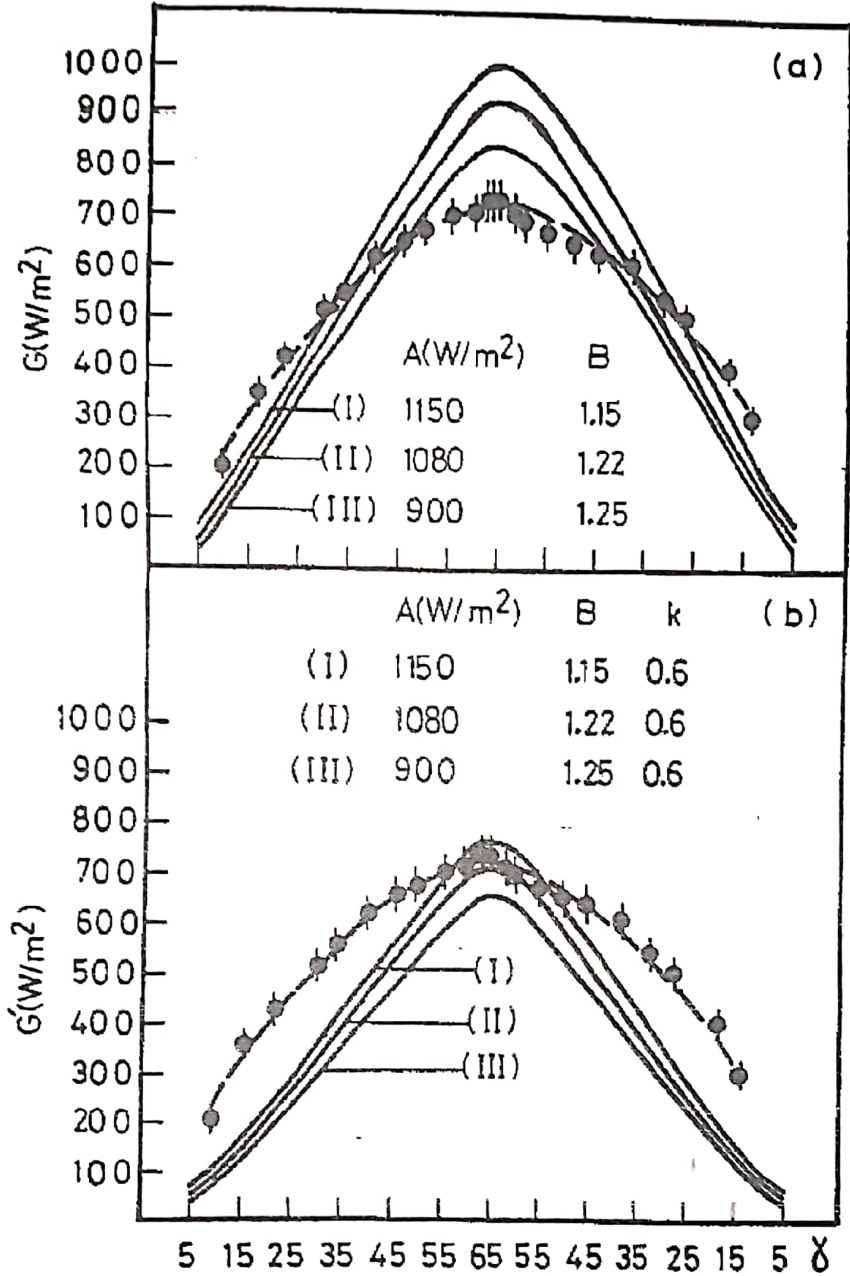 (a)
1000
900
800
700
600
500
400
300
200
100
G(W/m²)
A(W/m²) B
(I) 1150 1.15
(II) 1080 1.22
(III) 900 1.25
A(W/m²) B k (b)
(I) 1150 1.15 0.6
(II) 1080 1.22 0.6
(III) 900 1.25 0.6
1000
900
800
700
600
500
400
300
200
100
G′(W/m²)
(I)
(II)
(III)
5 15 25 35 45 55 65 55 45 35 25 15 5 γ